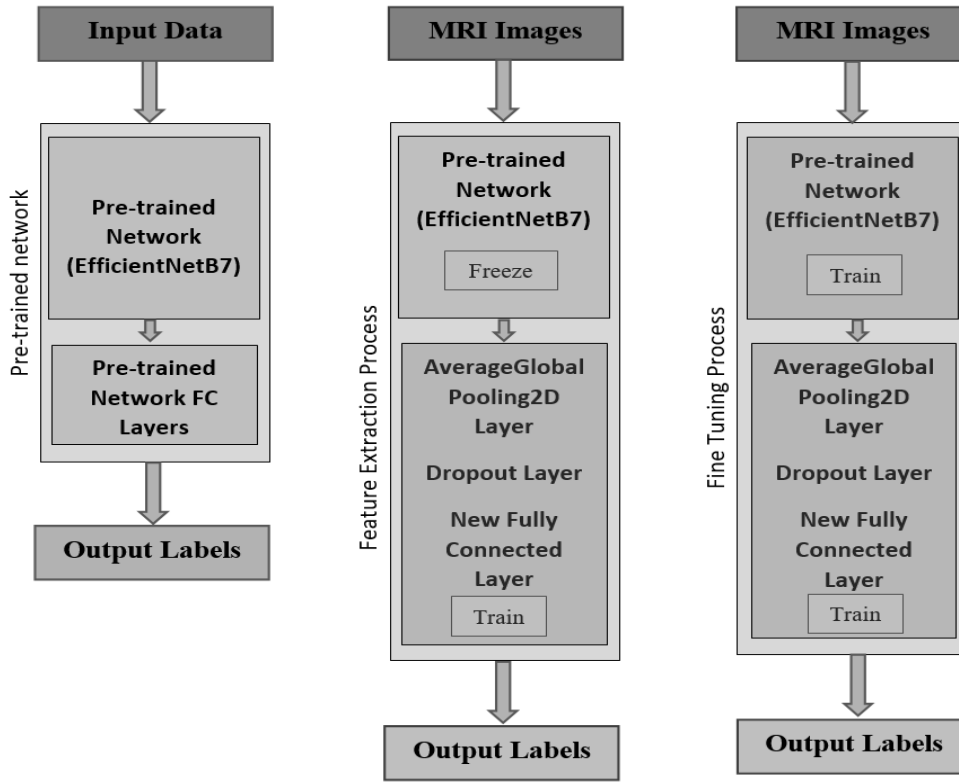 Input Data
Pre-trained network
Pre-trained
Network
(EfficientNetB7)
Pre-trained
Network FC
Layers
Output Labels
MRI Images
Feature Extraction Process
Pre-trained
Network
(EfficientNetB7)
Freeze
AverageGlobal
Pooling2D
Layer
Dropout Layer
New Fully
Connected
Layer
Train
Output Labels
MRI Images
Fine Tuning Process
Pre-trained
Network
(EfficientNetB7)
Train
AverageGlobal
Pooling2D
Layer
Dropout Layer
New Fully
Connected
Layer
Train
Output Labels